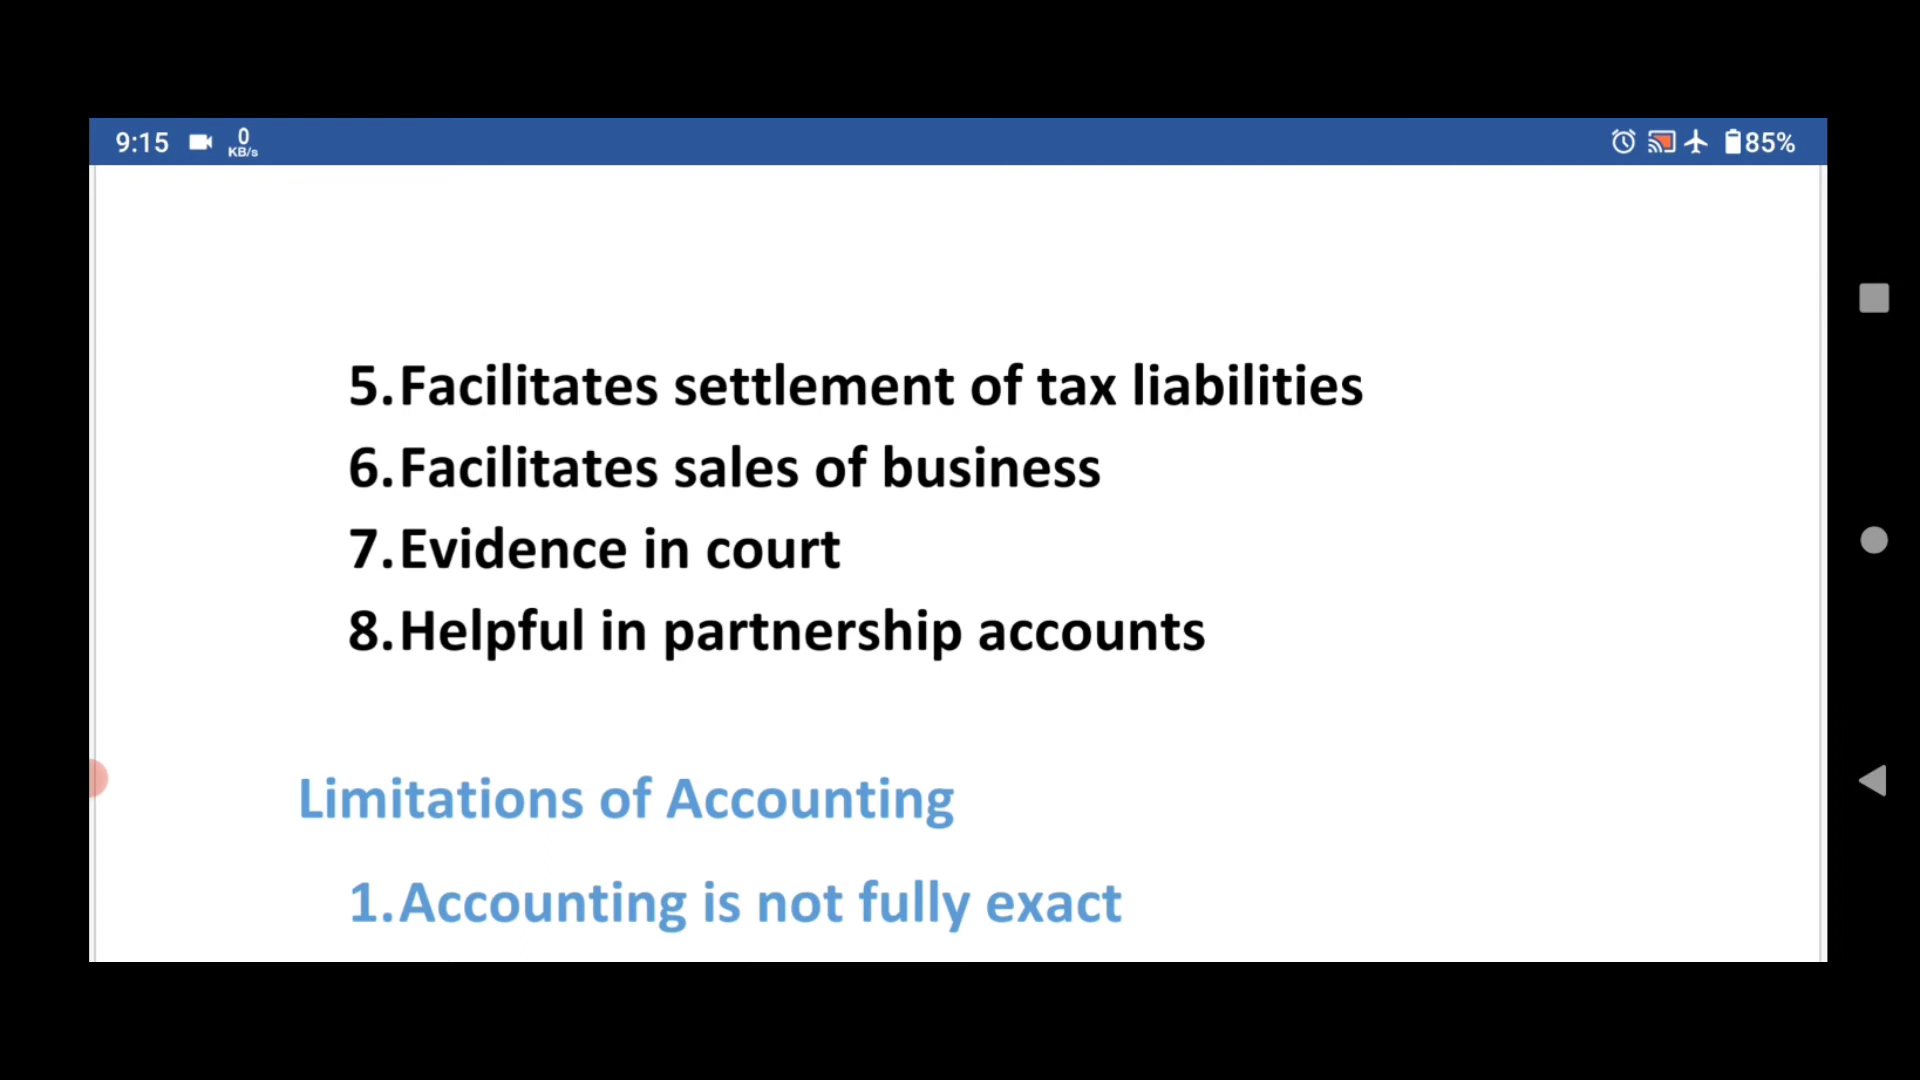 9:15 0 KB/s 85%
5. Facilitates settlement of tax liabilities
6. Facilitates sales of business
7. Evidence in court
8. Helpful in partnership accounts
Limitations of Accounting
1. Accounting is not fully exact